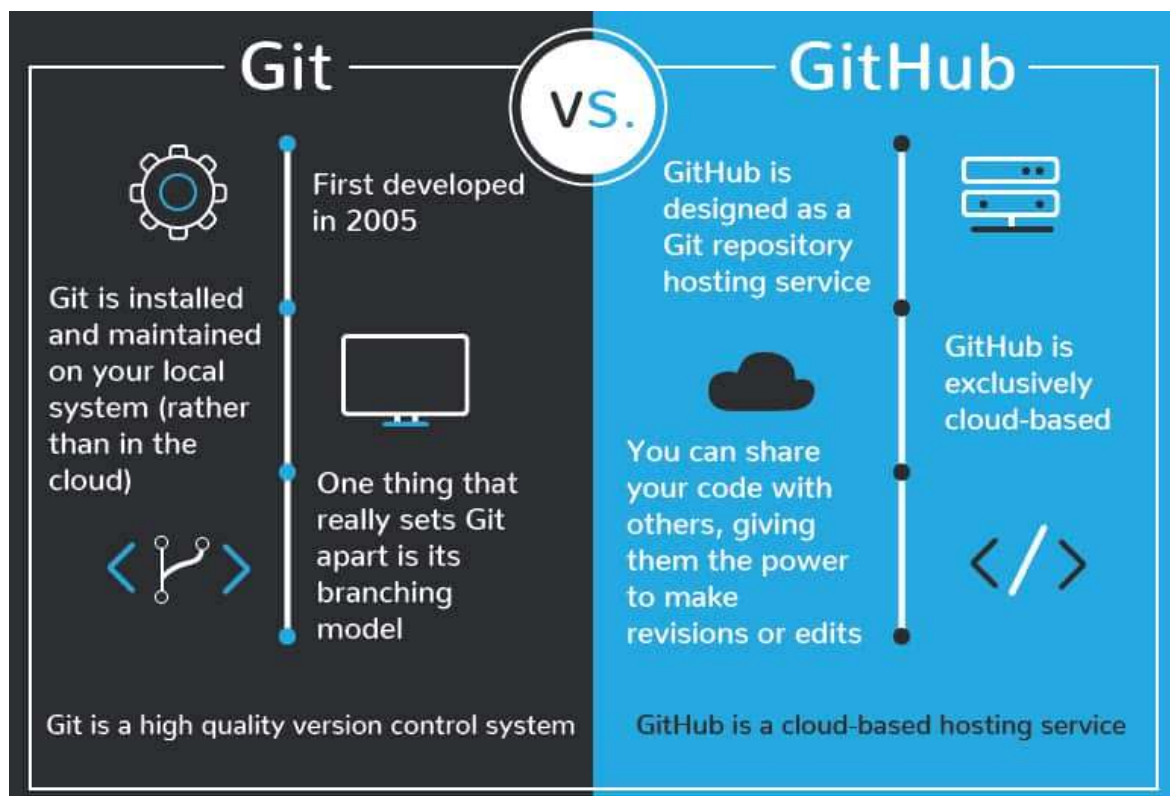 Git
vs.
GitHub
First developed
in 2005
Git is installed
and maintained
on your local
system (rather
than in the
cloud)
One thing that
really sets Git
apart is its
branching
model
Git is a high quality version control system
GitHub is
designed as a
Git repository
hosting service
GitHub is
exclusively
cloud-based
You can share
your code with
others, giving
them the power
to make
revisions or edits
GitHub is a cloud-based hosting service